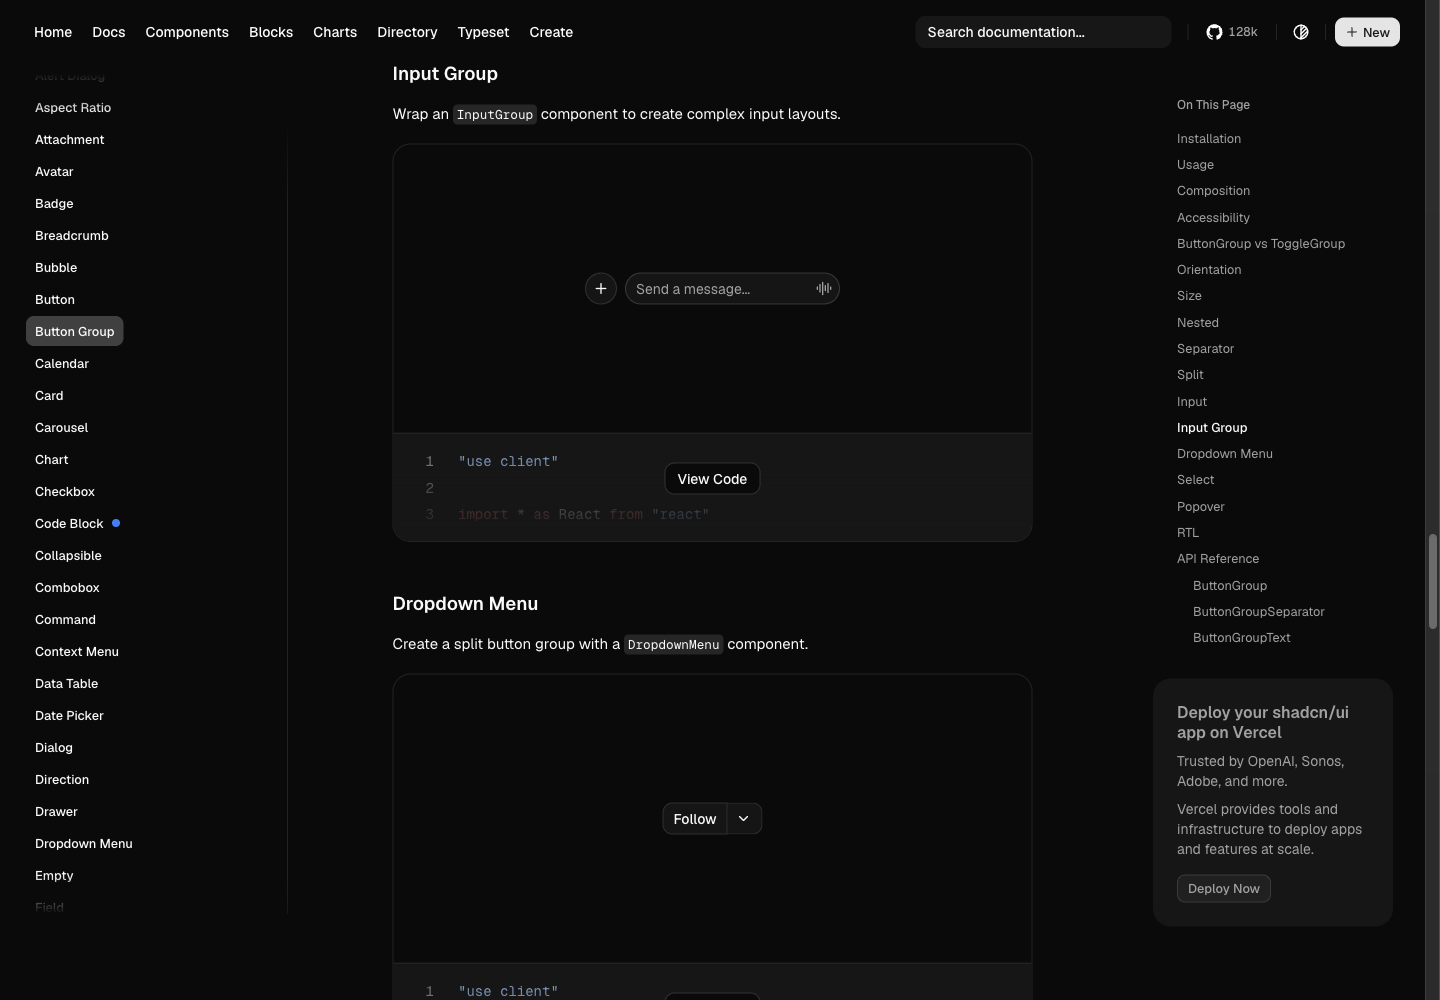 Home Docs Components Blocks Charts Directory Typeset Create
Search documentation...
128k
New
Alert Dialog
Aspect Ratio
Attachment
Avatar
Badge
Breadcrumb
Bubble
Button
Button Group
Calendar
Card
Carousel
Chart
Checkbox
Code Block
Collapsible
Combobox
Command
Context Menu
Data Table
Date Picker
Dialog
Direction
Drawer
Dropdown Menu
Empty
Field
Input Group
Wrap an InputGroup component to create complex input layouts.
Send a message...
1 "use client"
2
3 import * as React from "react"
View Code
Dropdown Menu
Create a split button group with a DropdownMenu component.
Follow
1 "use client"
On This Page
Installation
Usage
Composition
Accessibility
ButtonGroup vs ToggleGroup
Orientation
Size
Nested
Separator
Split
Input
Input Group
Dropdown Menu
Select
Popover
RTL
API Reference
ButtonGroup
ButtonGroupSeparator
ButtonGroupText
Deploy your shadcn/ui
app on Vercel
Trusted by OpenAI, Sonos,
Adobe, and more.
Vercel provides tools and
infrastructure to deploy apps
and features at scale.
Deploy Now